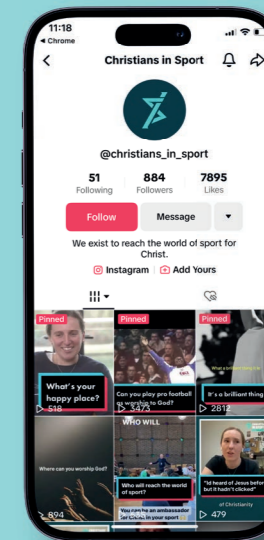 11:18
◀ Chrome
Christians in Sport
@christians_in_sport
51 884 7895
Following Followers Likes
Follow Message
We exist to reach the world of sport for
Christ.
Instagram Add Yours
Pinned Pinned Pinned
What's your
happy place?
518
Can you play pro football
as worship to God?
3473
It's a brilliant thing
2812
Where can you worship God?
894
WHO WILL
Who will reach the world
of sport?
You can be an ambassador
for Christ in your sport
"Id heard of Jesus before
but it hadn't clicked"
of Christianity
479